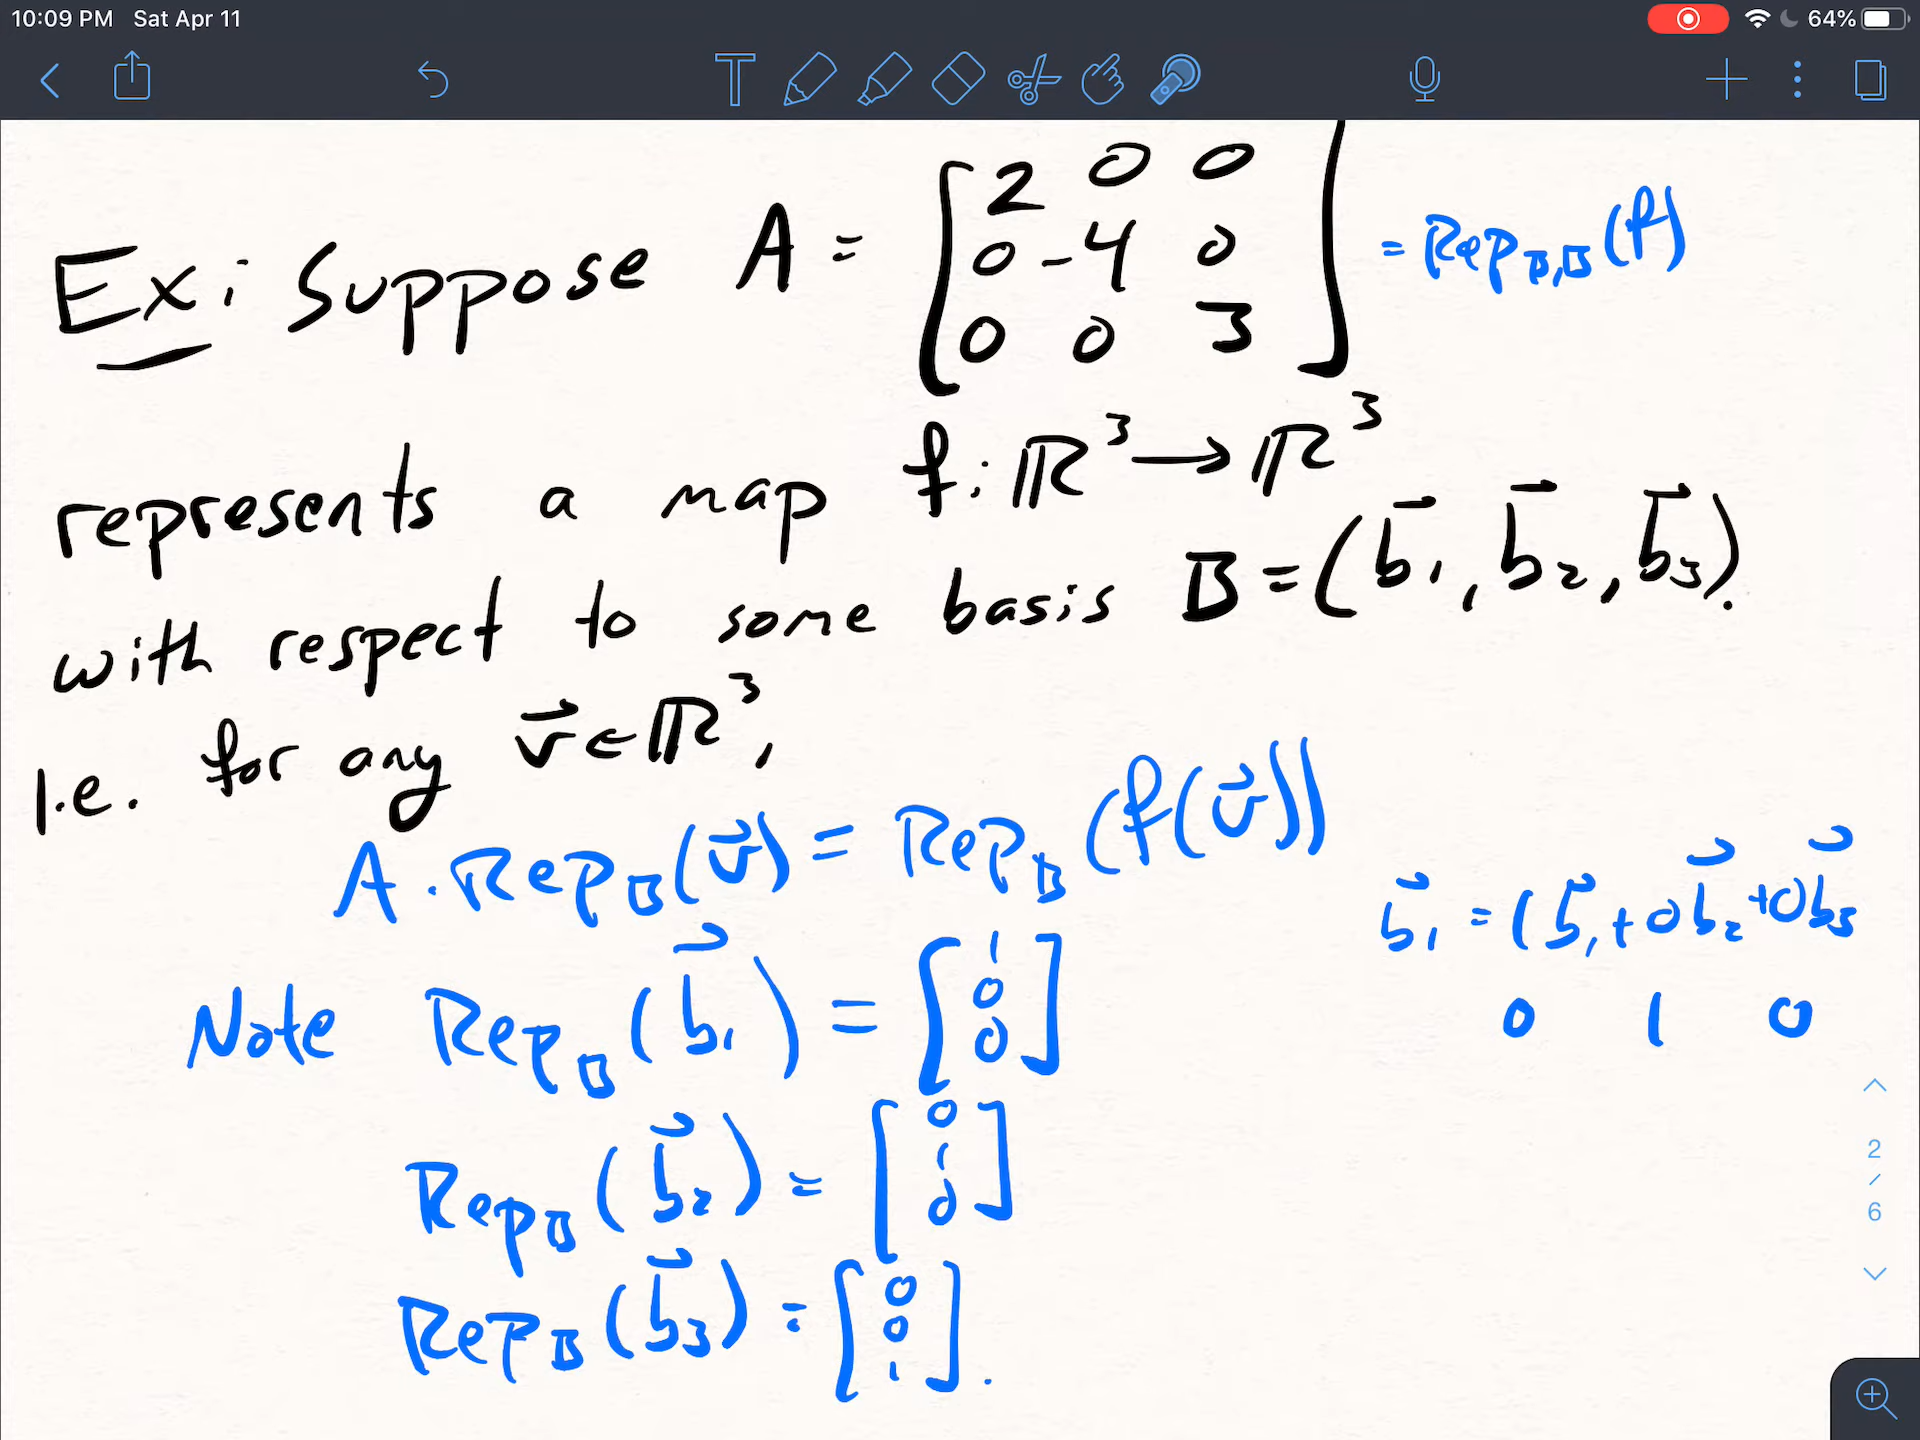 10:09 PM Sat Apr 11 64%
T
Ex: Suppose A = [2 0 0
0 -4 0
0 0 3] = Rep_{B,B}(f)
represents a map f: ℝ³ → ℝ³
with respect to some basis B = (b⃗₁, b⃗₂, b⃗₃).
I.e. for any v⃗ ∈ ℝ³,
A · Rep_B(v⃗) = Rep_B(f(v⃗))
b⃗₁ = 1b⃗₁ + 0b⃗₂ + 0b⃗₃
0 1 0
Note Rep_B(b⃗₁) = [1
0
0]
Rep_B(b⃗₂) = [0
1
0]
Rep_B(b⃗₃) = [0
0
1].
2
/
6